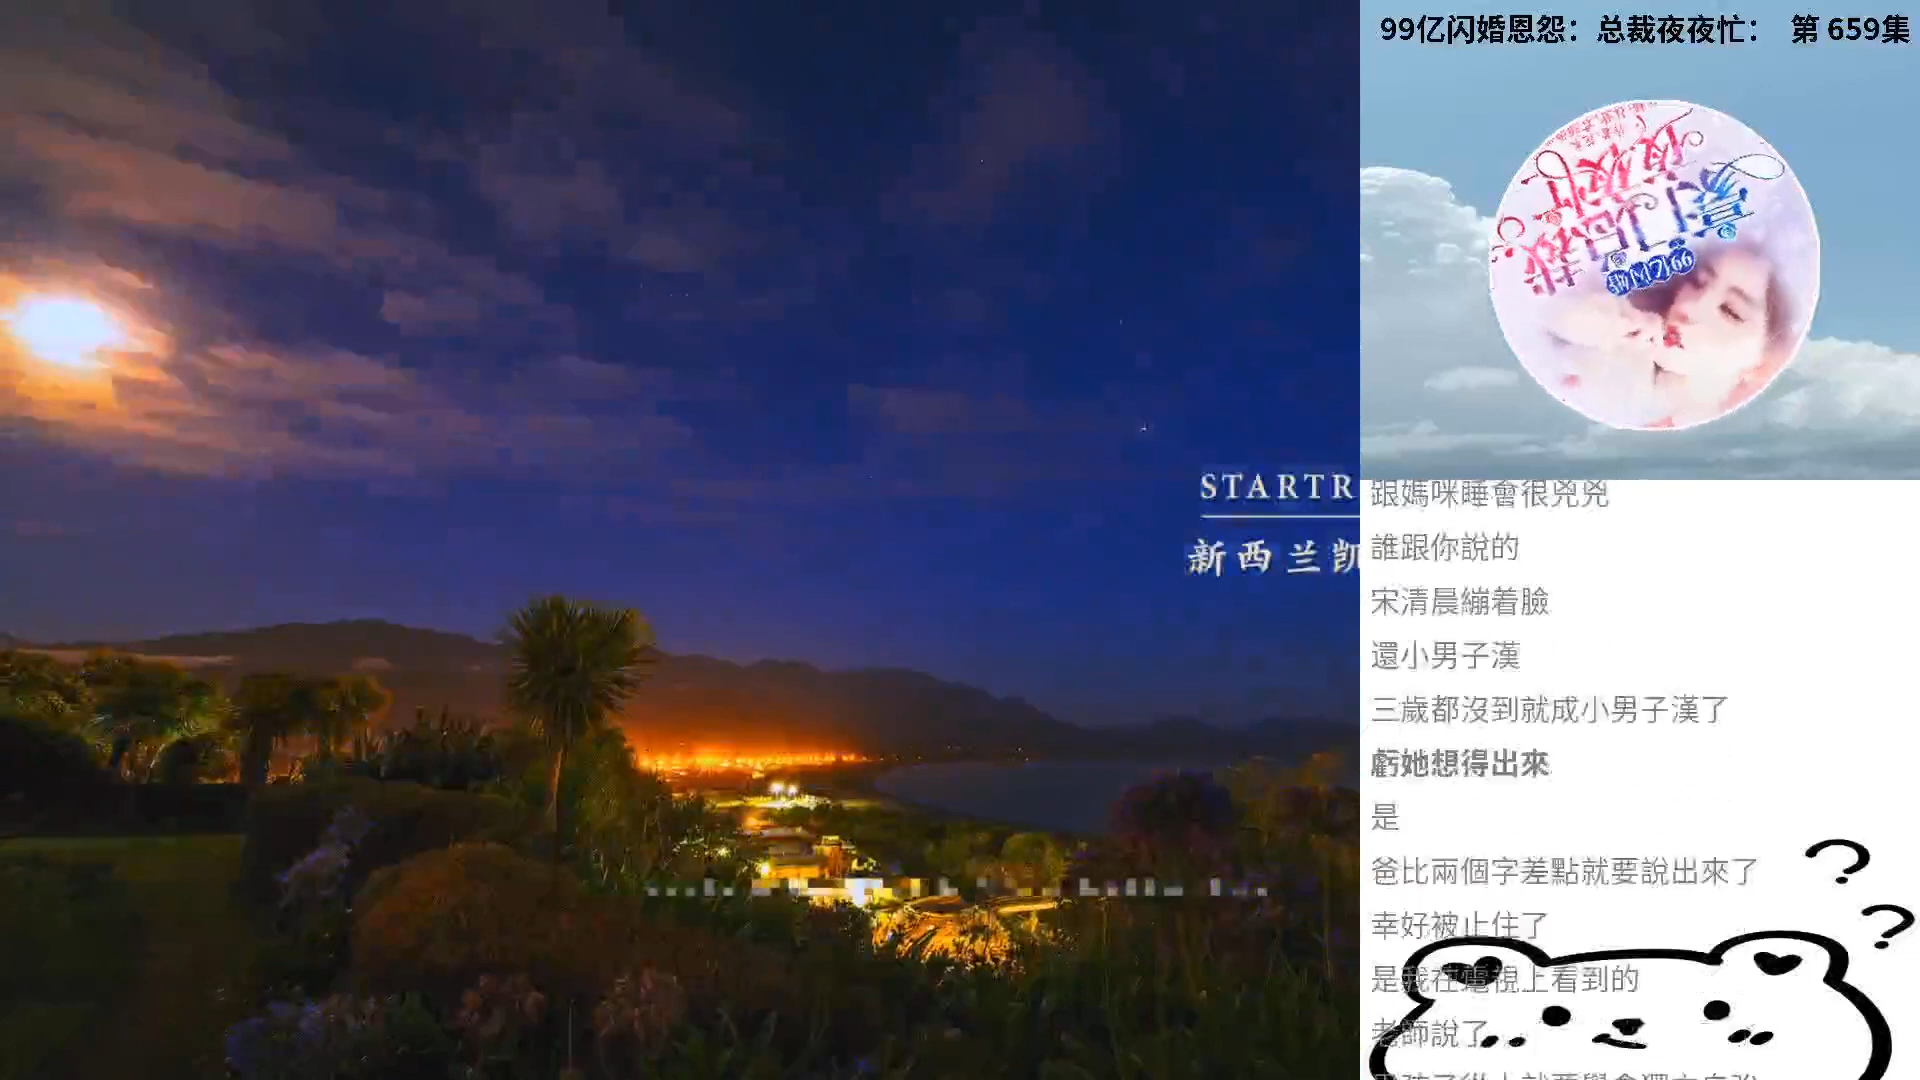 99亿闪婚恩怨：总裁夜夜忙： 第 659集
STARTR
新西兰凯
跟媽咪睡會很兇兇
誰跟你說的
宋清晨繃着臉
還小男子漢
三歲都沒到就成小男子漢了
虧她想得出來
是
爸比兩個字差點就要說出來了
幸好被止住了
是我在電視上看到的
老師說了